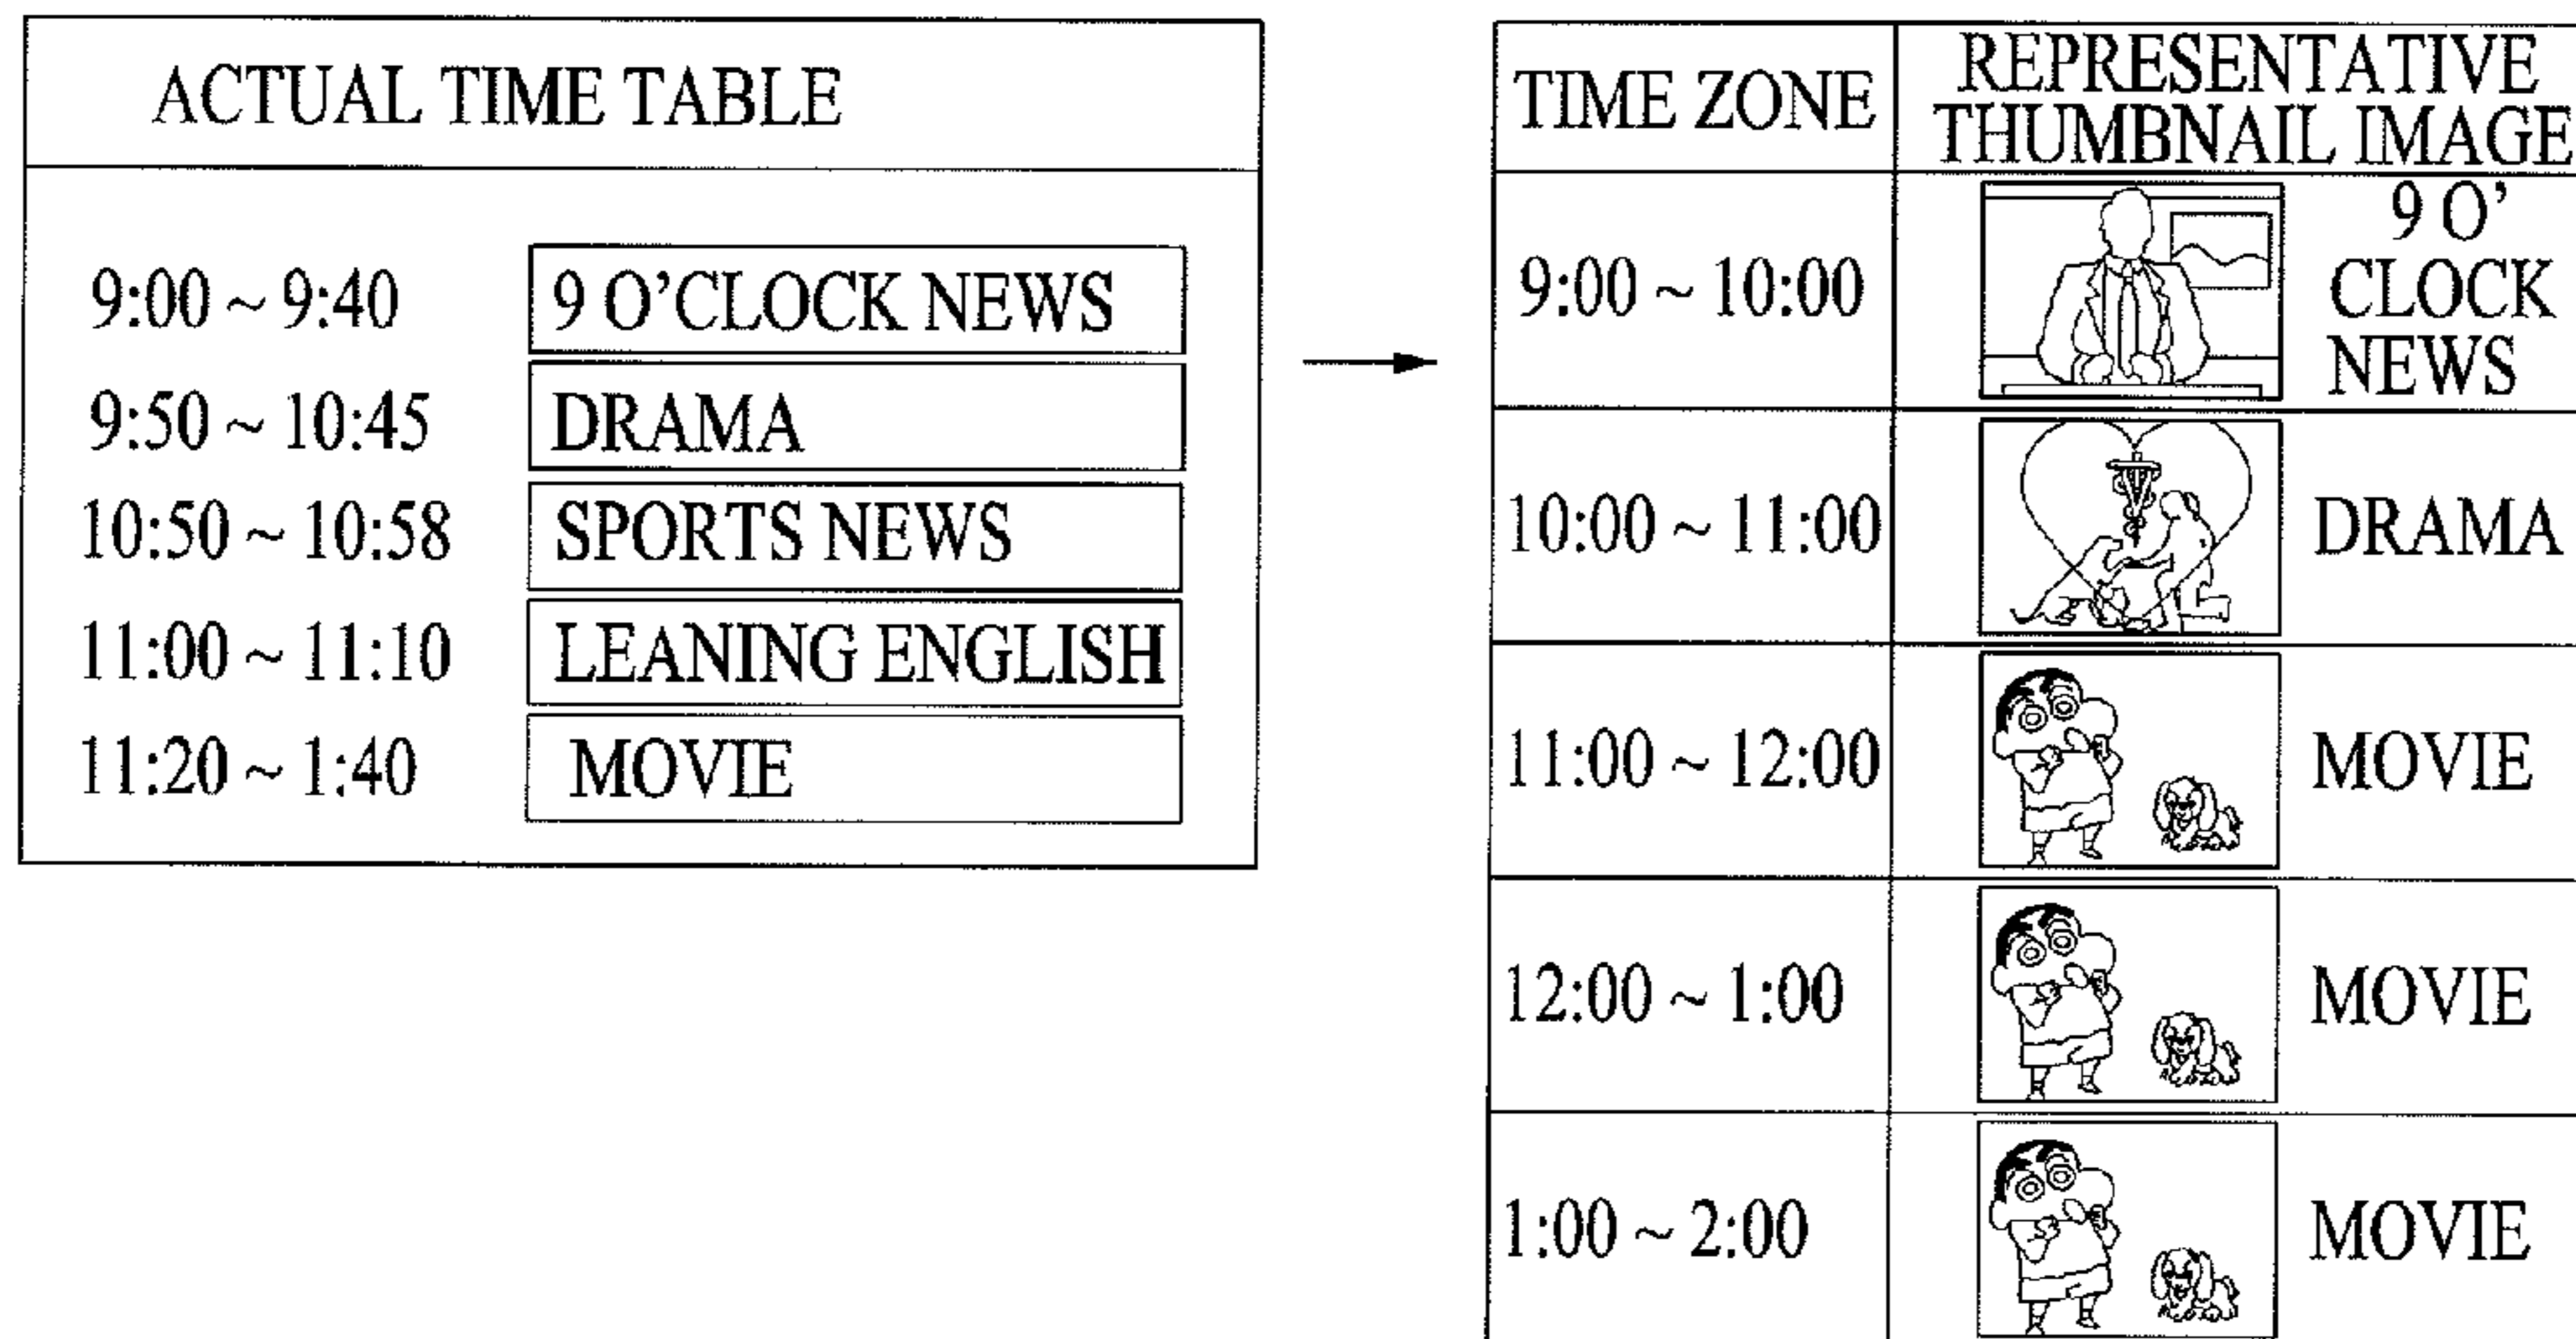 ACTUAL TIME TABLE
9:00 ~ 9:40 9 O'CLOCK NEWS
9:50 ~ 10:45 DRAMA
10:50 ~ 10:58 SPORTS NEWS
11:00 ~ 11:10 LEANING ENGLISH
11:20 ~ 1:40 MOVIE
TIME ZONE
REPRESENTATIVE
THUMBNAIL IMAGE
9:00 ~ 10:00
9 O'
CLOCK
NEWS
10:00 ~ 11:00 DRAMA
11:00 ~ 12:00 MOVIE
12:00 ~ 1:00 MOVIE
1:00 ~ 2:00 MOVIE